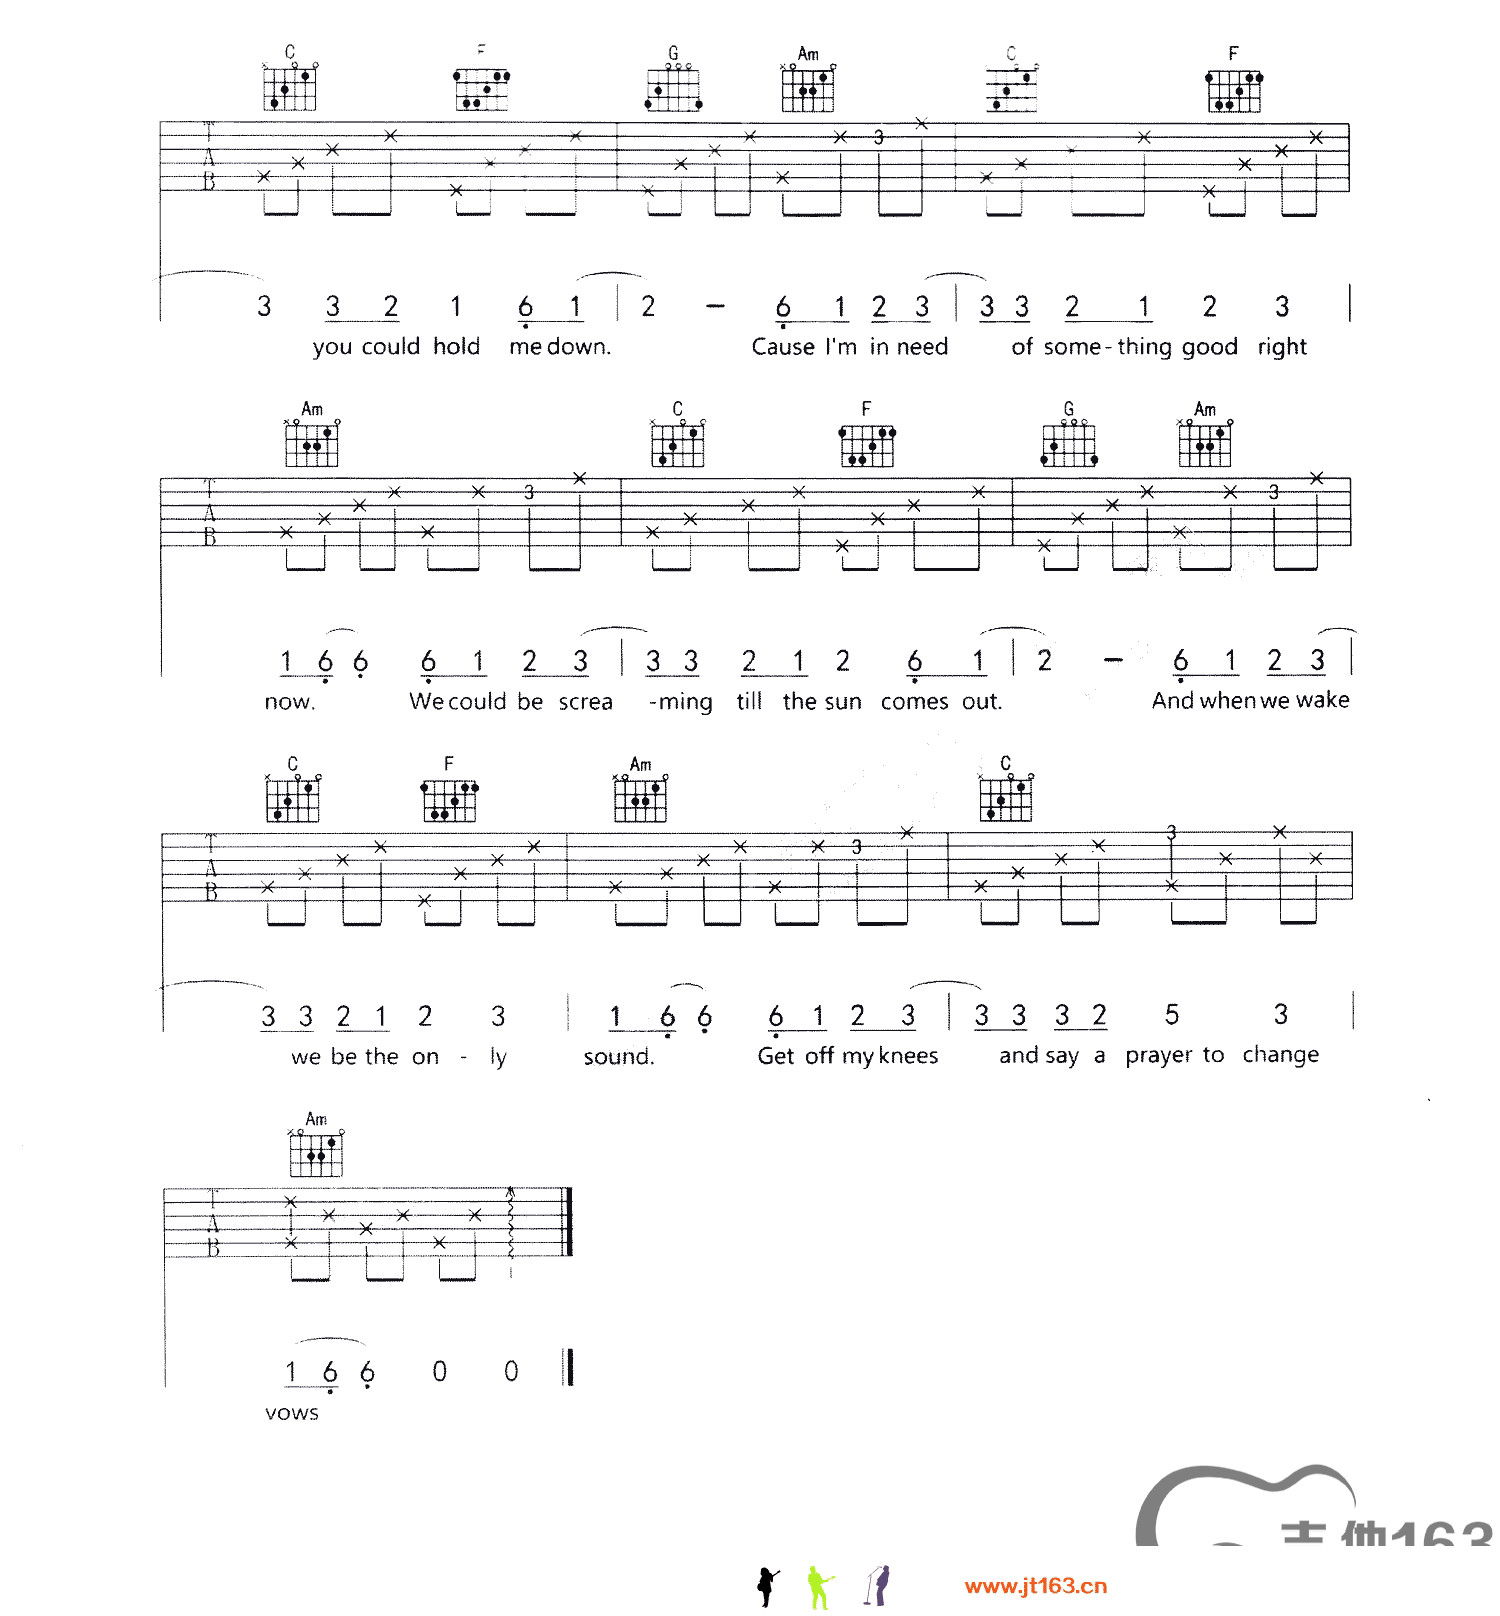 C F G Am C F
T 3
A
B
3 3 2 1 6 1 | 2 – 6 1 2 3 | 3 3 2 1 2 3 |
you could hold me down. Cause I'm in need of some-thing good right
Am C F G Am
T 3 3
A
B
1 6 6 6 1 2 3 | 3 3 2 1 2 6 1 | 2 – 6 1 2 3 |
now. We could be screa -ming till the sun comes out. And when we wake
C F Am C
T 3 3
A
B
3 3 2 1 2 3 | 1 6 6 6 1 2 3 | 3 3 3 2 5 3 |
we be the on - ly sound. Get off my knees and say a prayer to change
Am
T
A
B
1 6 6 0 0
vows
吉他163
www.jt163.cn